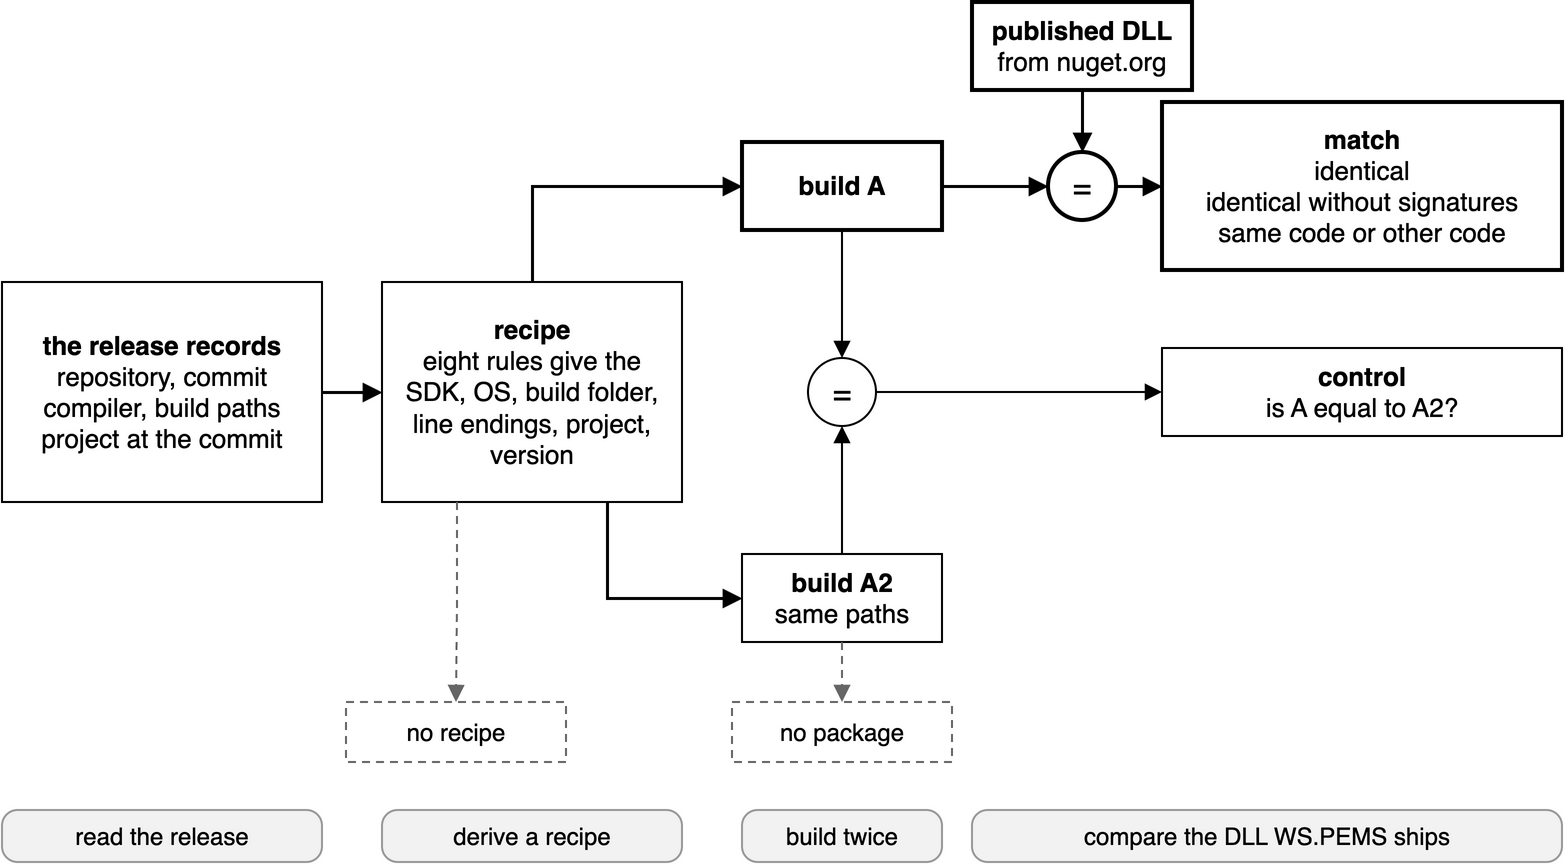 published DLL
from nuget.org
build A
=
match
identical
identical without signatures
same code or other code
the release records
repository, commit
compiler, build paths
project at the commit
recipe
eight rules give the
SDK, OS, build folder,
line endings, project,
version
=
control
is A equal to A2?
build A2
same paths
no recipe
no package
read the release
derive a recipe
build twice
compare the DLL WS.PEMS ships